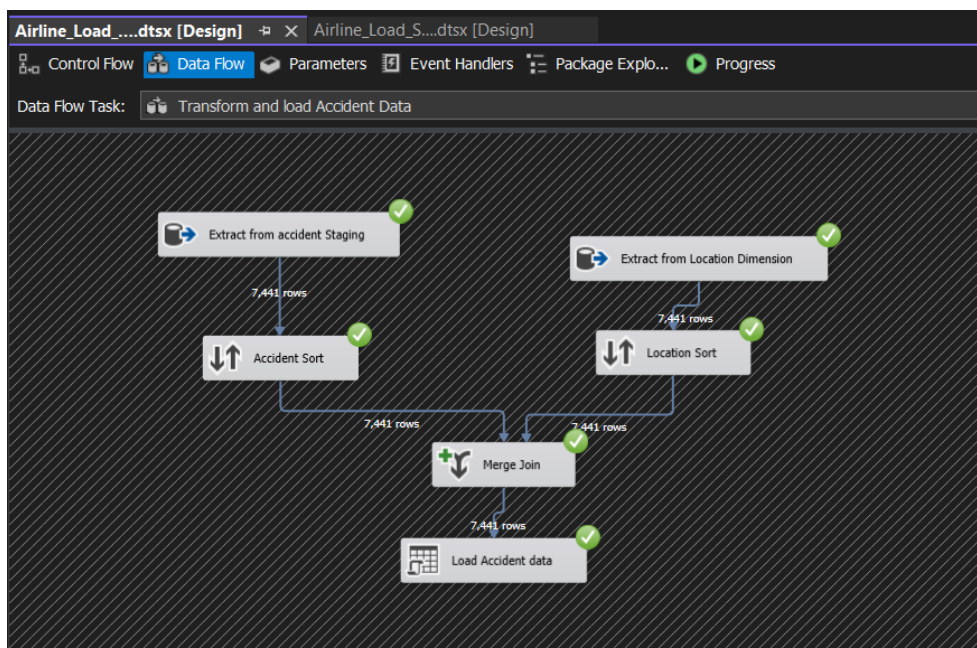 Airline_Load_....dtsx [Design] Airline_Load_S....dtsx [Design]
Control Flow Data Flow Parameters Event Handlers Package Explo... Progress
Data Flow Task: Transform and load Accident Data
Extract from accident Staging
Extract from Location Dimension
7,441 rows
7,441 rows
Accident Sort
Location Sort
7,441 rows
7,441 rows
Merge Join
7,441 rows
Load Accident data